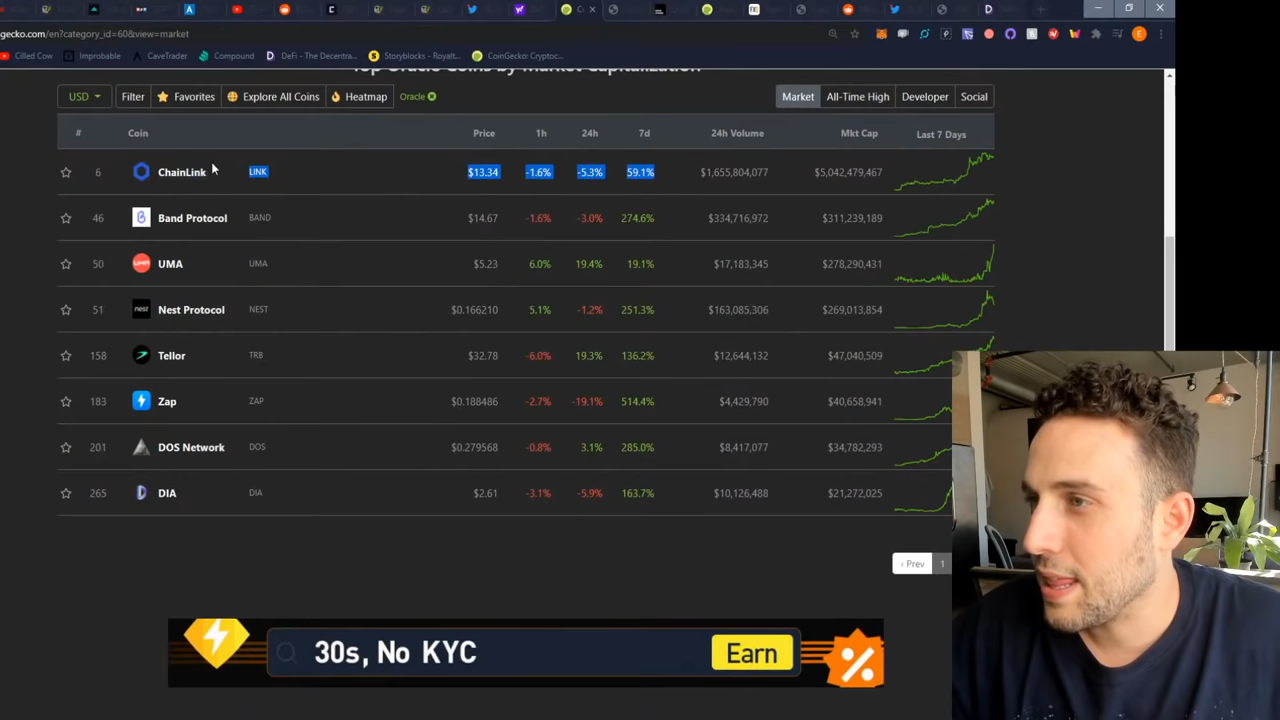 gecko.com/en?category_id=60&view=market
Cilled Cow Improbable CaveTrader Compound DeFi - The Decentra... Storyblocks - Royalt... CoinGecko: Cryptoc...
Top Oracle Coins by Market Capitalization
USD Filter Favorites Explore All Coins Heatmap Oracle Market All-Time High Developer Social
# Coin Price 1h 24h 7d 24h Volume Mkt Cap Last 7 Days
6 ChainLink LINK $13.34 -1.6% -5.3% 59.1% $1,655,804,077 $5,042,479,467
46 Band Protocol BAND $14.67 -1.6% -3.0% 274.6% $334,716,972 $311,239,189
50 UMA UMA $5.23 6.0% 19.4% 19.1% $17,183,345 $278,290,431
51 nest Nest Protocol NEST $0.166210 5.1% -1.2% 251.3% $163,085,306 $269,013,854
158 Tellor TRB $32.78 -6.0% 19.3% 136.2% $12,644,132 $47,040,509
183 Zap ZAP $0.188486 -2.7% -19.1% 514.4% $4,429,790 $40,658,941
201 DOS Network DOS $0.279568 -0.8% 3.1% 285.0% $8,417,077 $34,782,293
265 DIA DIA $2.61 -3.1% -5.9% 163.7% $10,126,488 $21,272,025
‹ Prev 1
30s, No KYC Earn